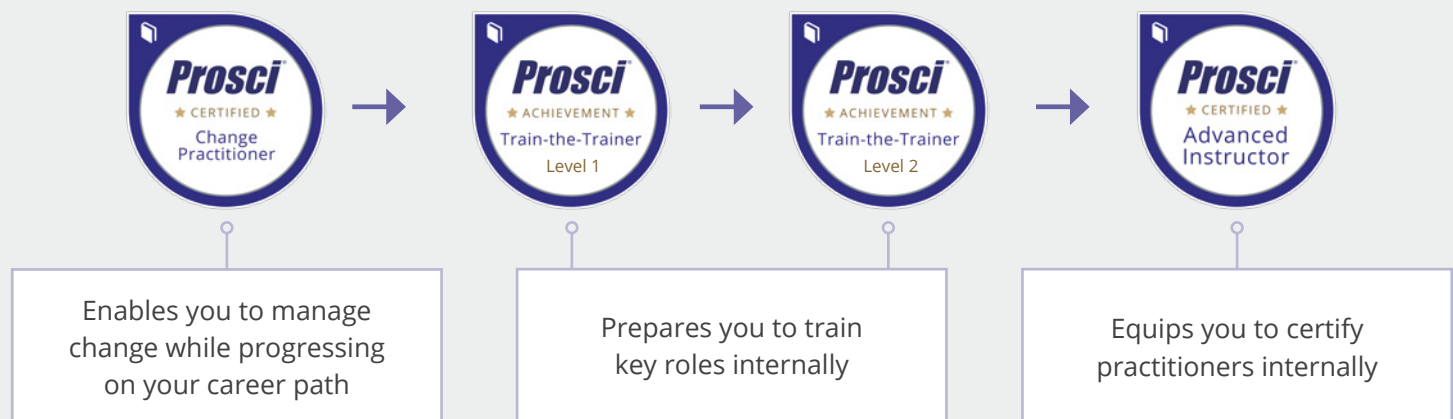 Prosci®
★ CERTIFIED ★
Change
Practitioner
Prosci®
★ ACHIEVEMENT ★
Train-the-Trainer
Level 1
Prosci®
★ ACHIEVEMENT ★
Train-the-Trainer
Level 2
Prosci®
★ CERTIFIED ★
Advanced
Instructor
Enables you to manage
change while progressing
on your career path
Prepares you to train
key roles internally
Equips you to certify
practitioners internally